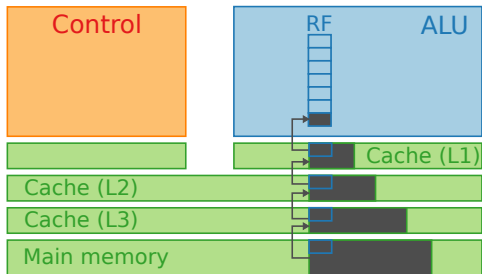 Control
RF
ALU
Cache (L1)
Cache (L2)
Cache (L3)
Main memory